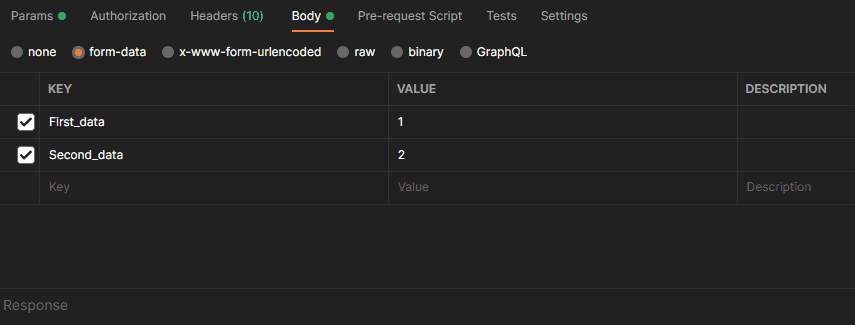 Params Authorization Headers (10) Body Pre-request Script Tests Settings
none form-data x-www-form-urlencoded raw binary GraphQL
KEY VALUE DESCRIPTION
First_data 1
Second_data 2
Key Value Description
Response